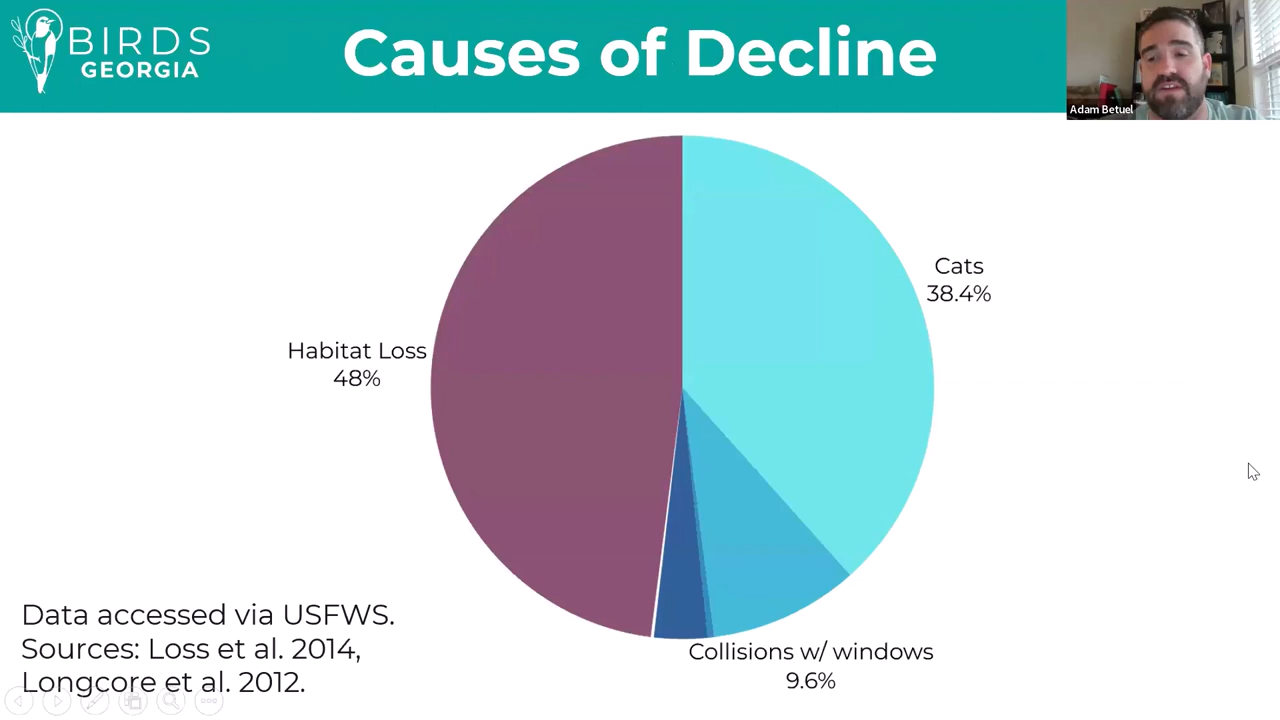 BIRDS
GEORGIA
Causes of Decline
Adam Betuel
Cats
38.4%
Habitat Loss
48%
Data accessed via USFWS.
Sources: Loss et al. 2014,
Longcore et al. 2012.
Collisions w/ windows
9.6%